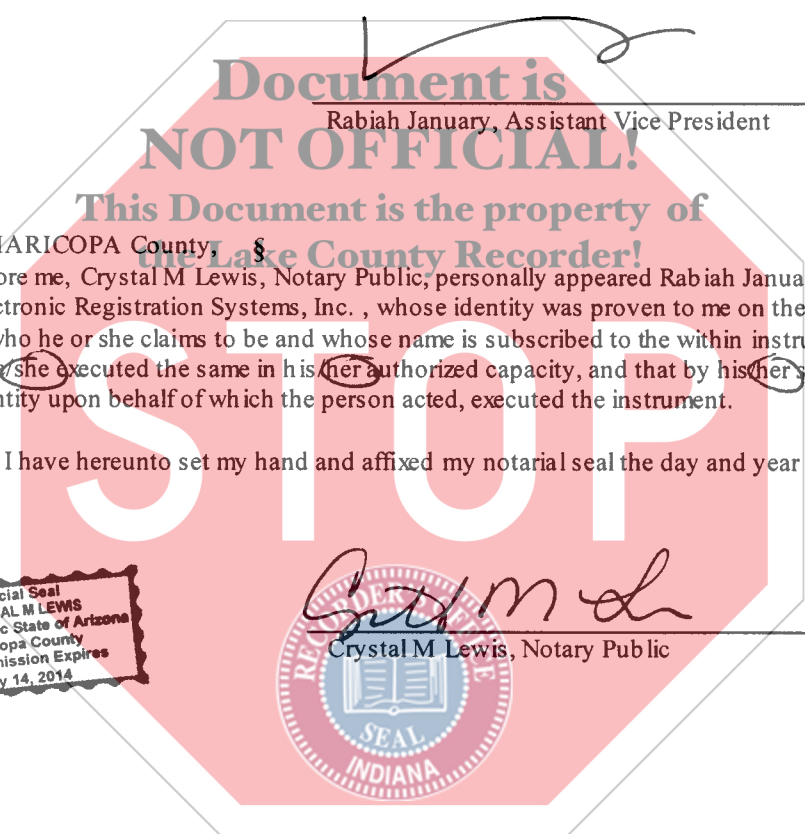 Document is
Rabiah January, Assistant Vice President
NOT OFFICIAL!
This Document is the property of
the Lake County Recorder!
ARICOPA County, §
ore me, Crystal M Lewis, Notary Public, personally appeared Rabiah Janua
ctronic Registration Systems, Inc. , whose identity was proven to me on the
who he or she claims to be and whose name is subscribed to the within instru
/she executed the same in his/her authorized capacity, and that by his/her s
ntity upon behalf of which the person acted, executed the instrument.
I have hereunto set my hand and affixed my notarial seal the day and year
STOP
cial Seal
AL M LEWIS
c State of Arizona
opa County
mission Expires
y 14, 2014
Crystal M Lewis, Notary Public
RECORDER OFFICE
SEAL
INDIANA